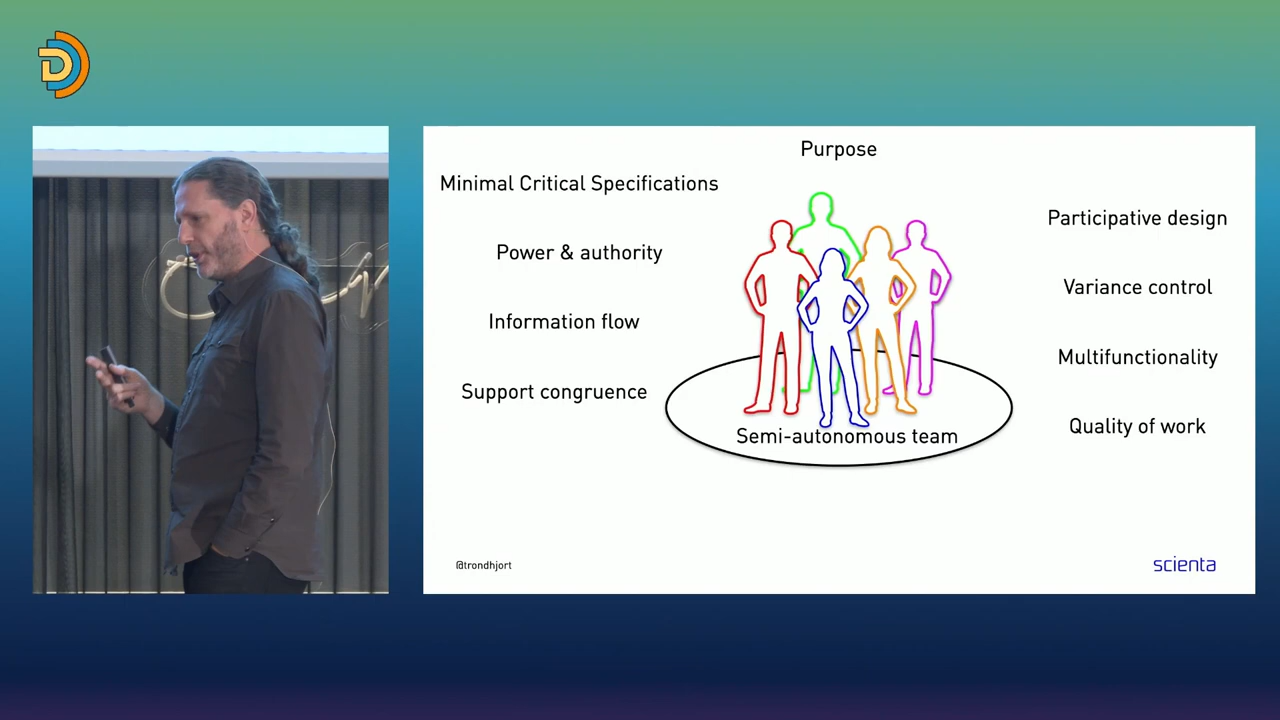 D
Purpose
Minimal Critical Specifications
Power & authority
Information flow
Support congruence
Participative design
Variance control
Multifunctionality
Quality of work
Semi-autonomous team
@trondhjort
scienta